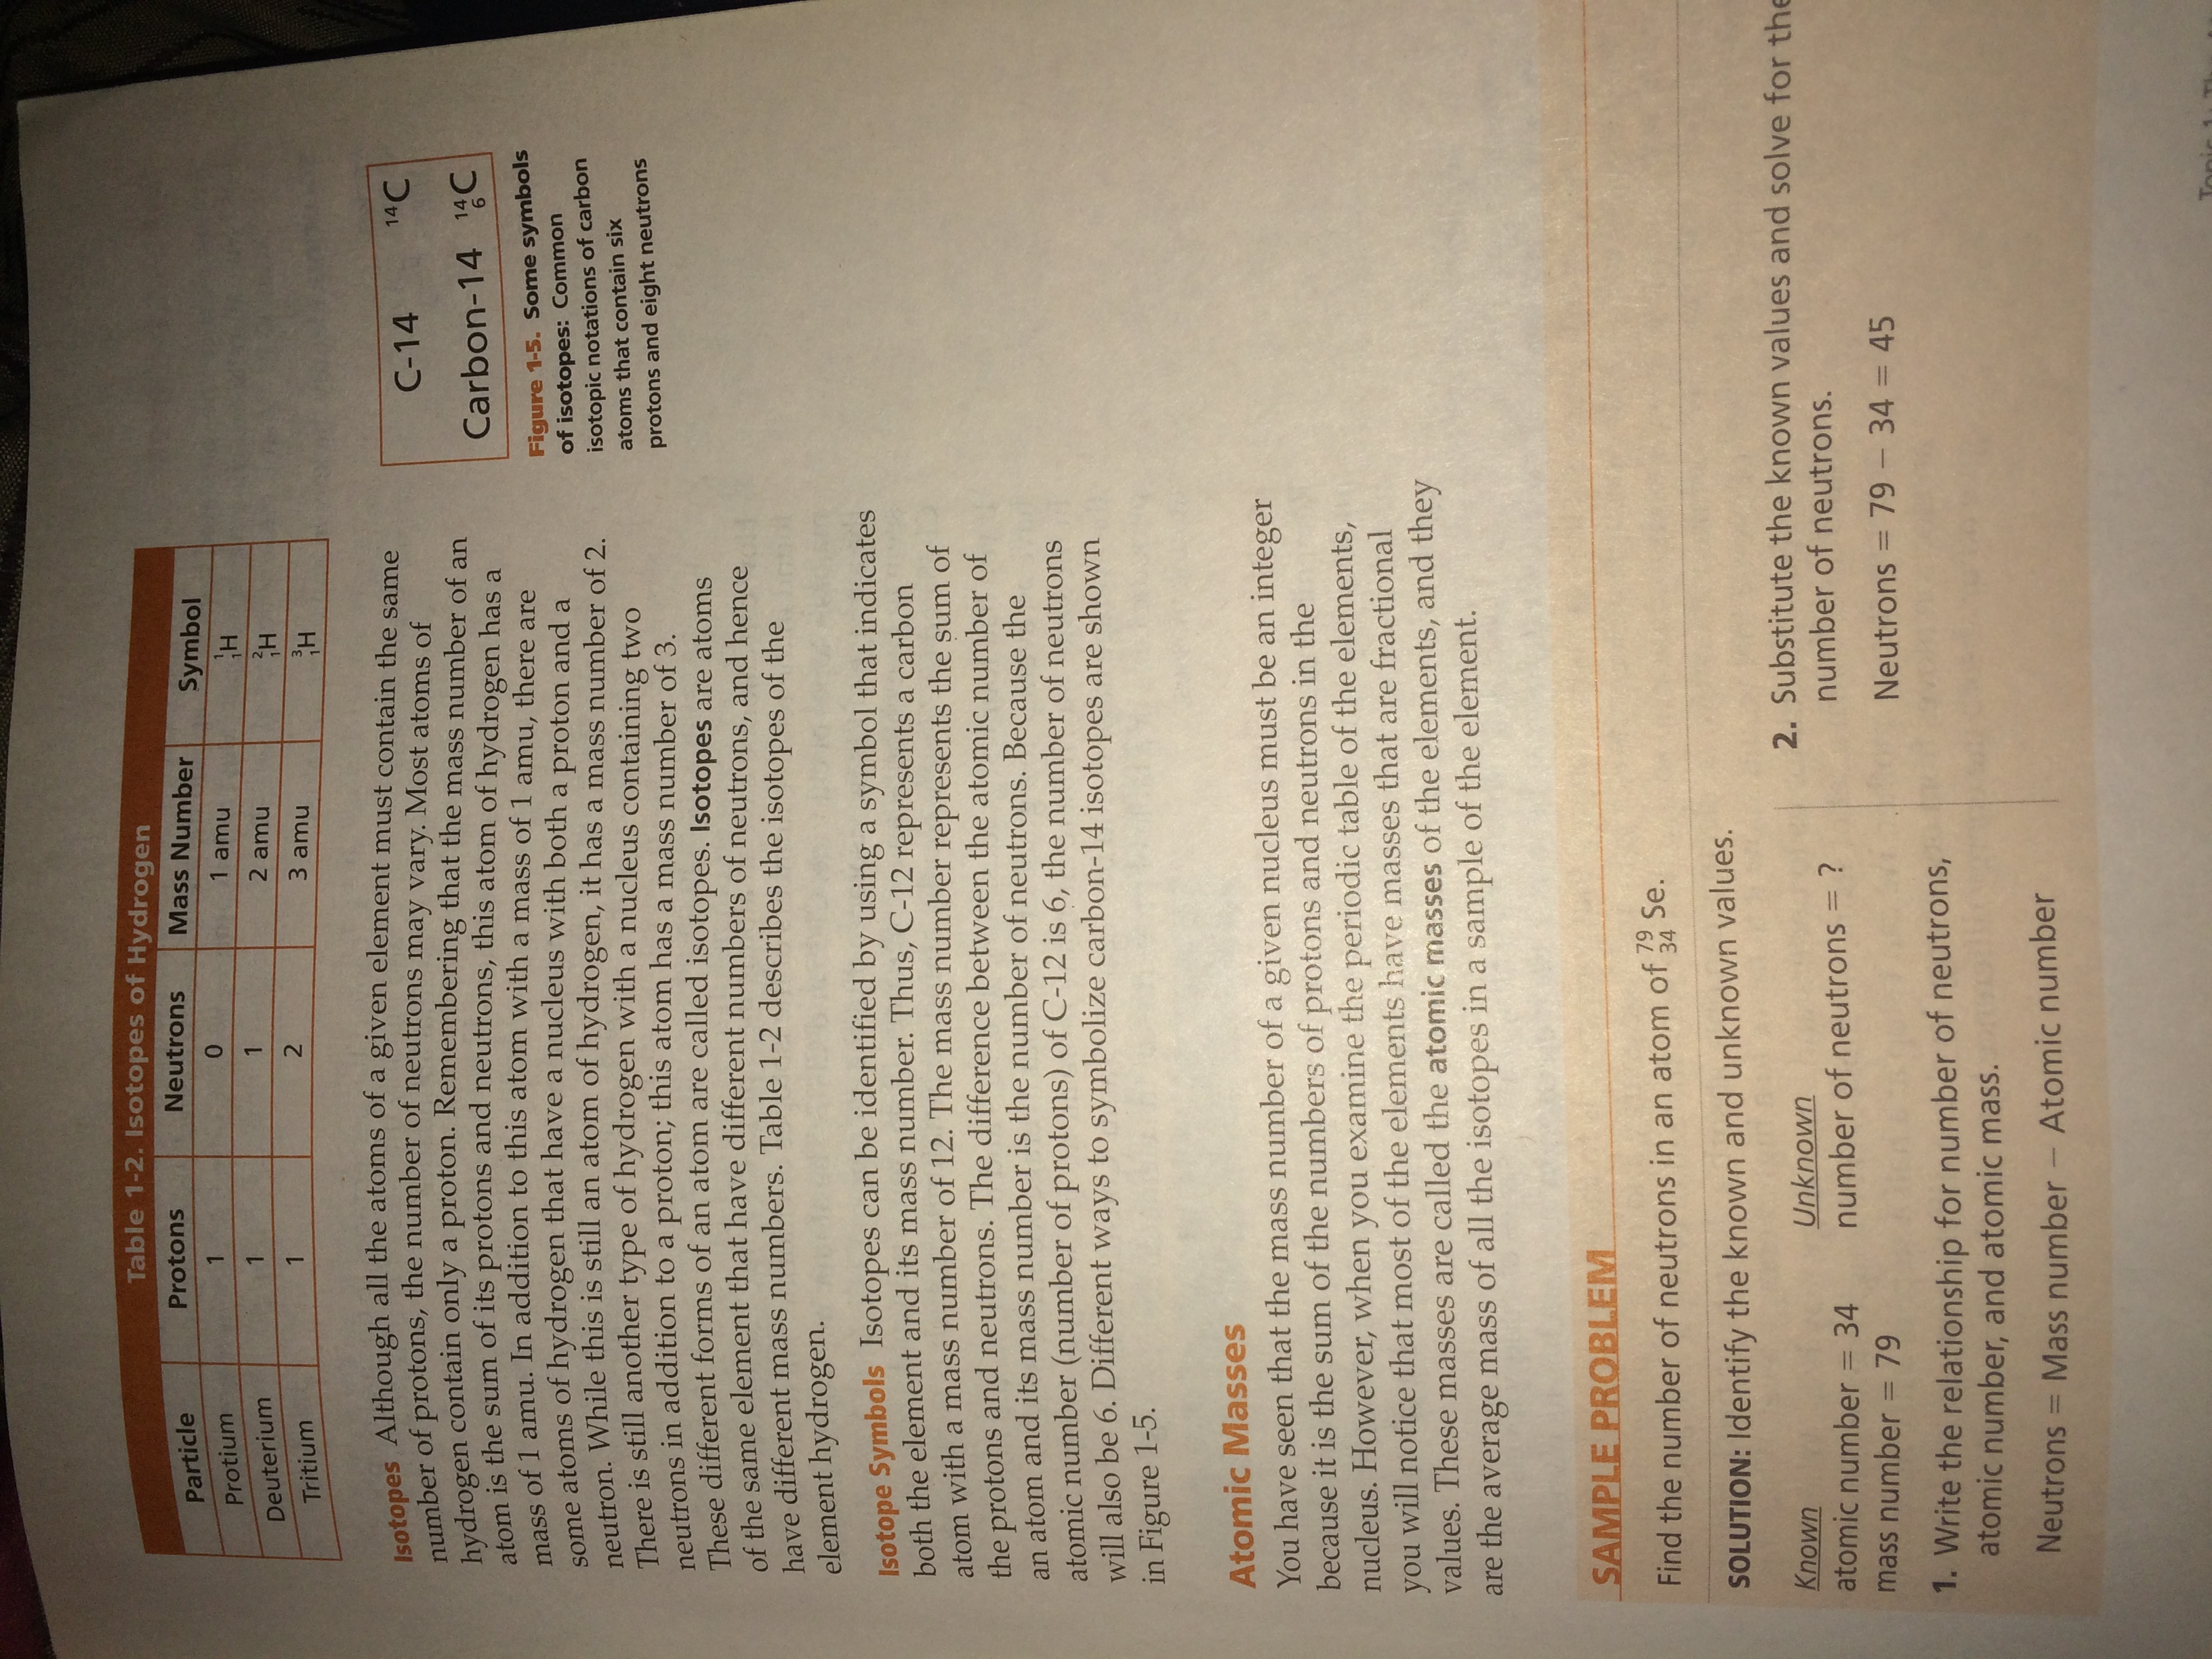 Table 1-2. Isotopes of Hydrogen
Particle Protons Neutrons Mass Number Symbol
Protium 1 0 1 amu ¹₁H
Deuterium 1 1 2 amu ²₁H
Tritium 1 2 3 amu ³₁H
Isotopes Although all the atoms of a given element must contain the same
number of protons, the number of neutrons may vary. Most atoms of
hydrogen contain only a proton. Remembering that the mass number of an
atom is the sum of its protons and neutrons, this atom of hydrogen has a
mass of 1 amu. In addition to this atom with a mass of 1 amu, there are
some atoms of hydrogen that have a nucleus with both a proton and a
neutron. While this is still an atom of hydrogen, it has a mass number of 2.
There is still another type of hydrogen with a nucleus containing two
neutrons in addition to a proton; this atom has a mass number of 3.
These different forms of an atom are called isotopes. Isotopes are atoms
of the same element that have different numbers of neutrons, and hence
have different mass numbers. Table 1-2 describes the isotopes of the
element hydrogen.
C-14 ¹⁴C
Carbon-14 ¹⁴₆C
Figure 1-5. Some symbols
of isotopes: Common
isotopic notations of carbon
atoms that contain six
protons and eight neutrons
Isotope Symbols Isotopes can be identified by using a symbol that indicates
both the element and its mass number. Thus, C-12 represents a carbon
atom with a mass number of 12. The mass number represents the sum of
the protons and neutrons. The difference between the atomic number of
an atom and its mass number is the number of neutrons. Because the
atomic number (number of protons) of C-12 is 6, the number of neutrons
will also be 6. Different ways to symbolize carbon-14 isotopes are shown
in Figure 1-5.
Atomic Masses
You have seen that the mass number of a given nucleus must be an integer
because it is the sum of the numbers of protons and neutrons in the
nucleus. However, when you examine the periodic table of the elements,
you will notice that most of the elements have masses that are fractional
values. These masses are called the atomic masses of the elements, and they
are the average mass of all the isotopes in a sample of the element.
SAMPLE PROBLEM
Find the number of neutrons in an atom of ⁷⁹₃₄ Se.
SOLUTION: Identify the known and unknown values.
Known Unknown
atomic number = 34 number of neutrons = ?
mass number = 79
1. Write the relationship for number of neutrons,
atomic number, and atomic mass.
Neutrons = Mass number − Atomic number
2. Substitute the known values and solve for the
number of neutrons.
Neutrons = 79 − 34 = 45
Topic 1: